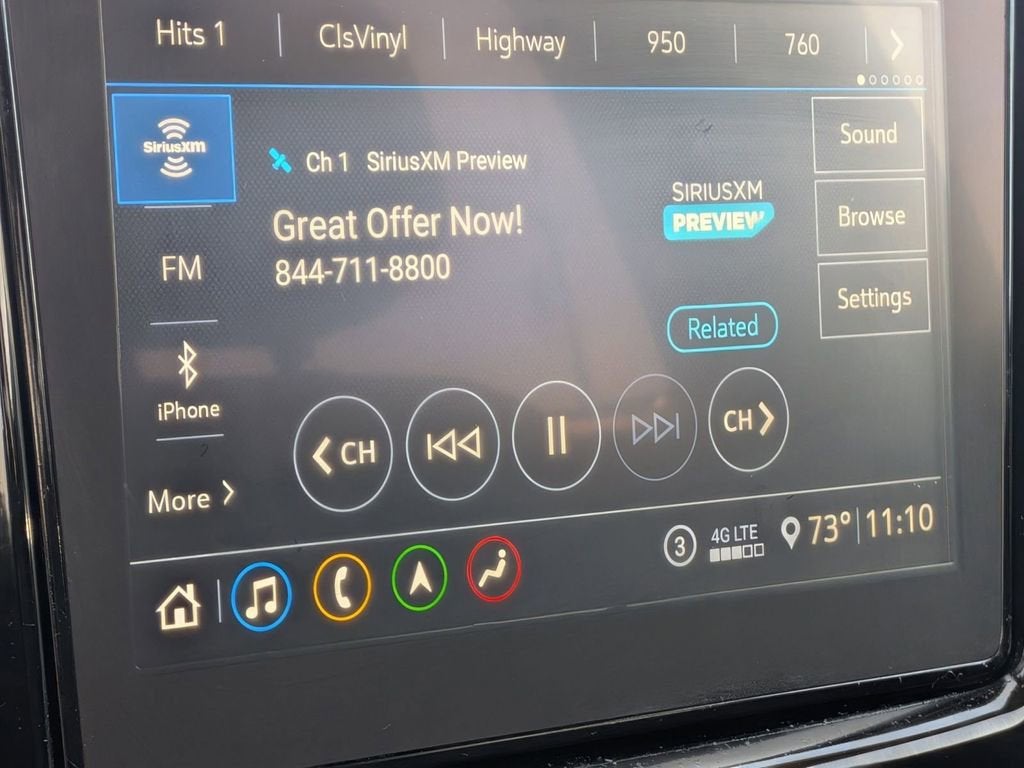 Hits 1 ClsVinyl Highway 950 760
SiriusXM
Ch 1 SiriusXM Preview
Great Offer Now!
844-711-8800
SIRIUSXM
PREVIEW
Related
Sound
Browse
Settings
FM
iPhone
More
CH CH
3 4G LTE 73° 11:10